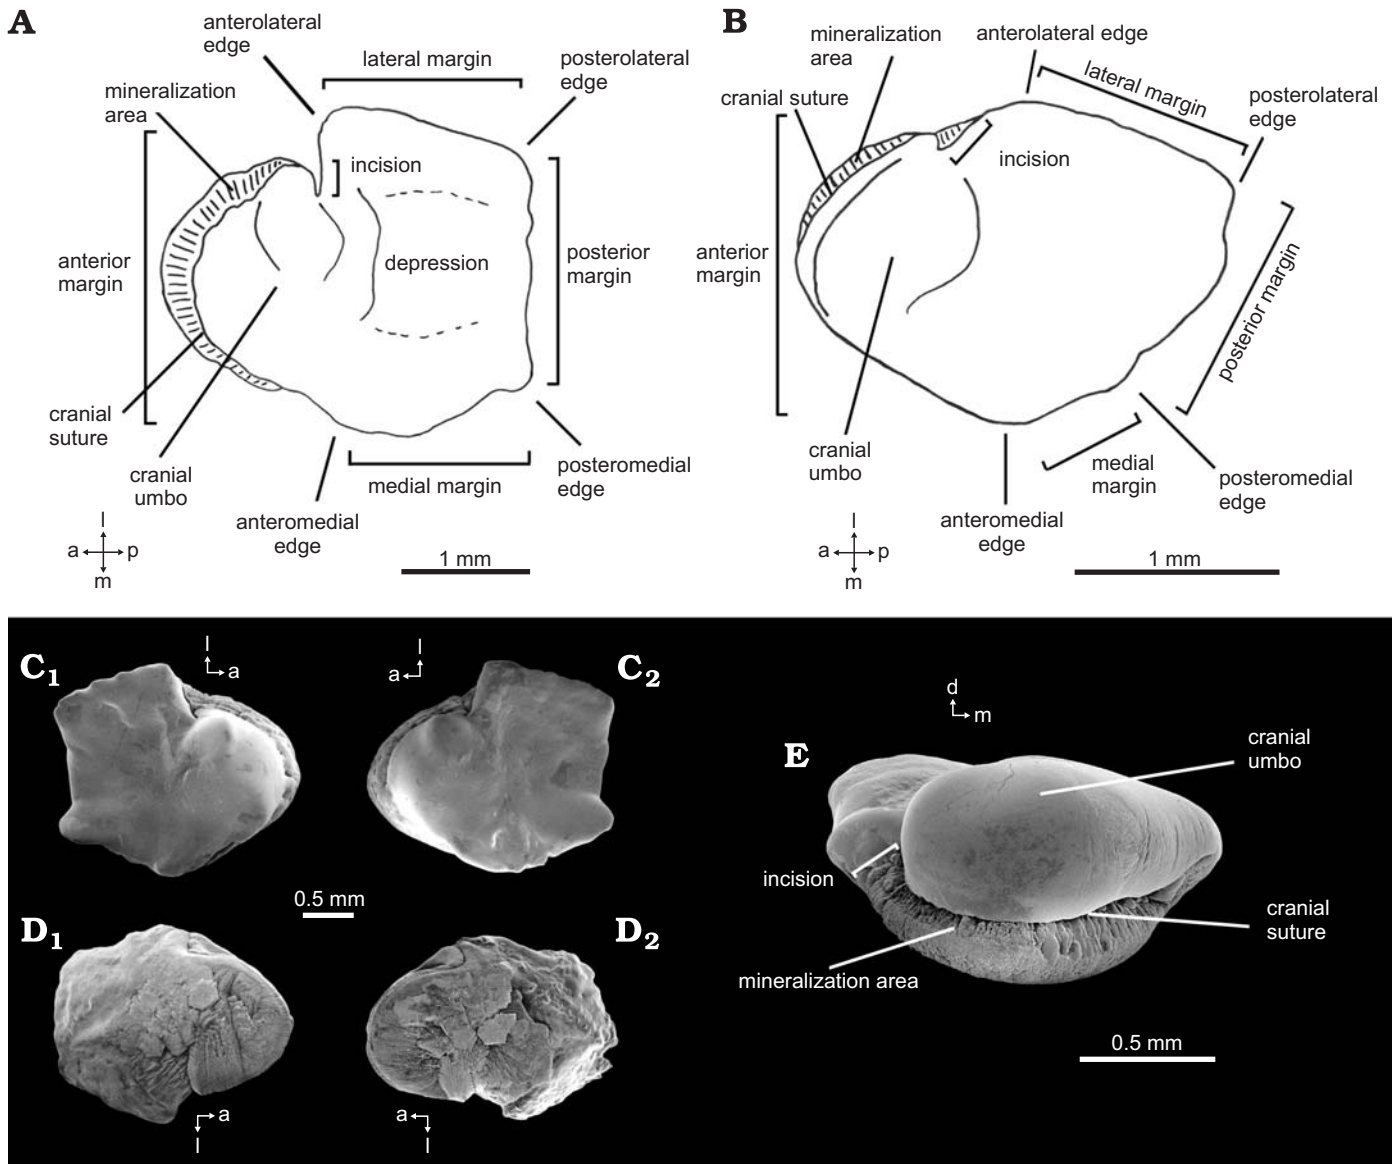 A
anterolateral
edge
lateral margin
posterolateral
edge
mineralization
area
incision
anterior
margin
depression
posterior
margin
cranial
suture
cranial
umbo
medial margin
posteromedial
edge
anteromedial
edge
l
a
p
m
1 mm
B
mineralization
area
anterolateral edge
cranial suture
lateral margin
posterolateral
edge
incision
anterior
margin
posterior margin
cranial
umbo
medial
margin
posteromedial
edge
anteromedial
edge
l
a
p
m
1 mm
C1
l
a
l
a
C2
0.5 mm
D1
a
l
a
l
D2
d
m
E
cranial
umbo
incision
cranial
suture
mineralization area
0.5 mm